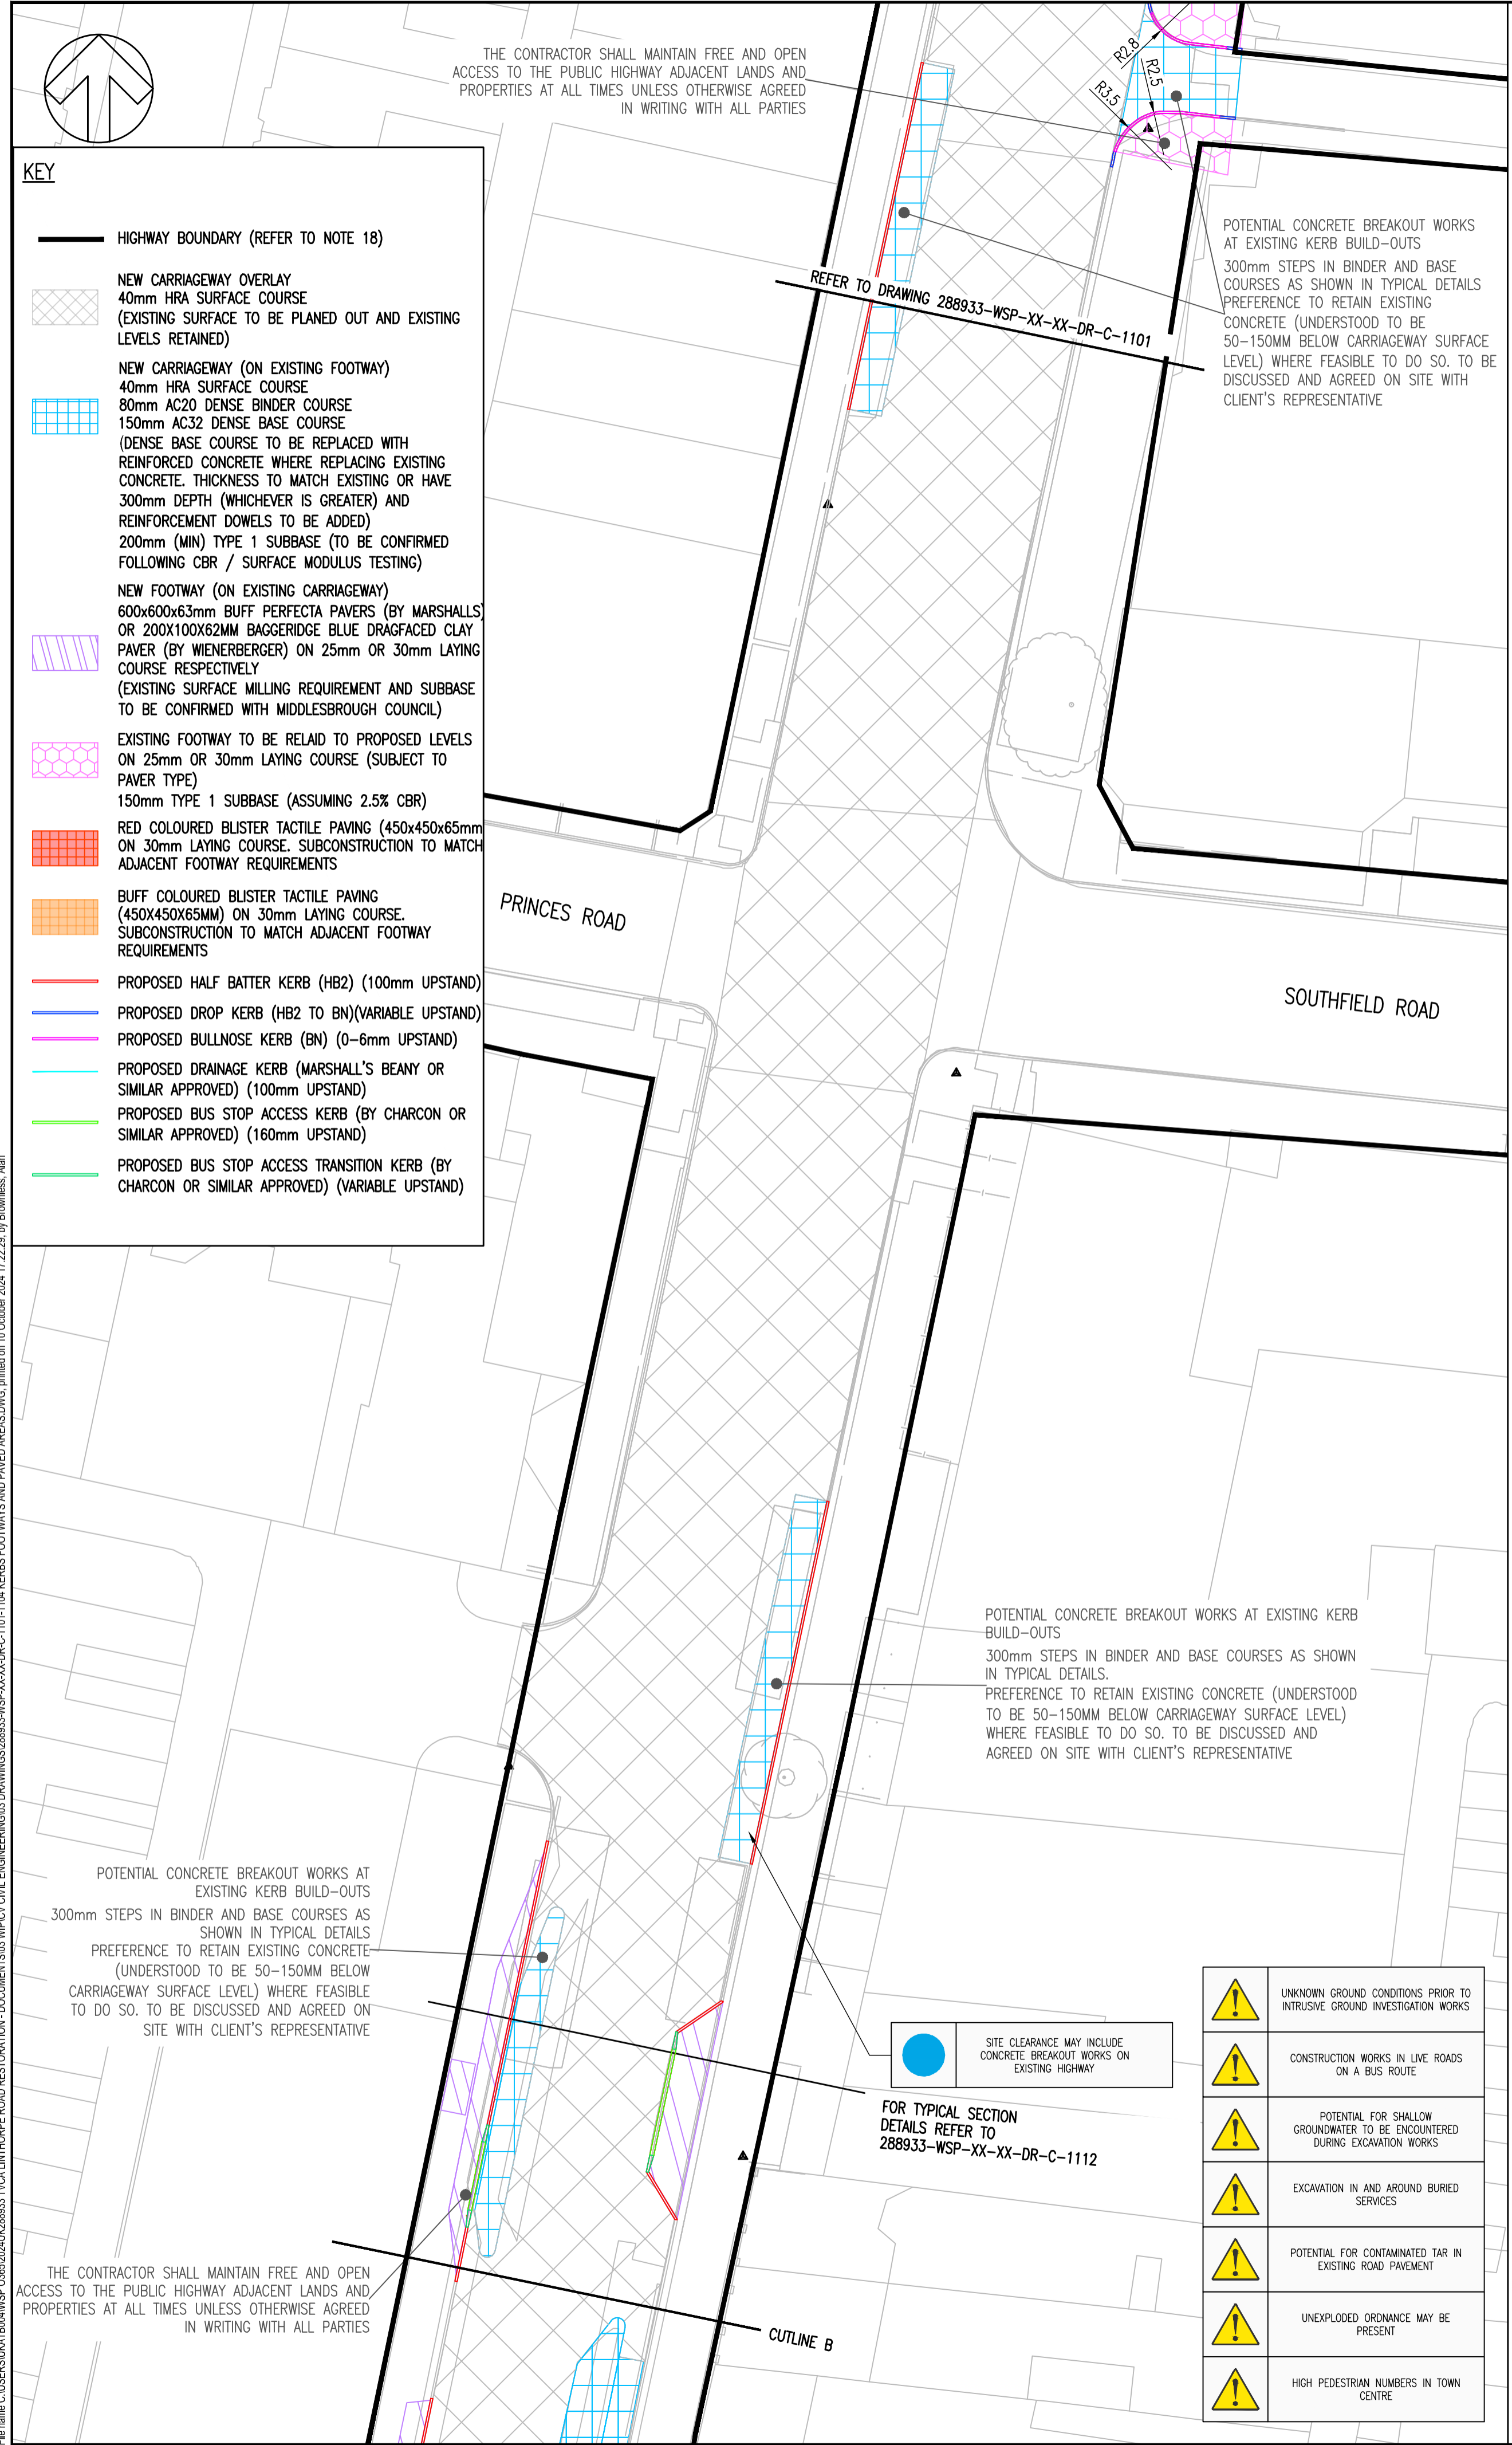 THE CONTRACTOR SHALL MAINTAIN FREE AND OPEN
ACCESS TO THE PUBLIC HIGHWAY ADJACENT LANDS AND
PROPERTIES AT ALL TIMES UNLESS OTHERWISE AGREED
IN WRITING WITH ALL PARTIES
R2.8
R2.5
R3.5
KEY
HIGHWAY BOUNDARY (REFER TO NOTE 18)
NEW CARRIAGEWAY OVERLAY
40mm HRA SURFACE COURSE
(EXISTING SURFACE TO BE PLANED OUT AND EXISTING
LEVELS RETAINED)
NEW CARRIAGEWAY (ON EXISTING FOOTWAY)
40mm HRA SURFACE COURSE
80mm AC20 DENSE BINDER COURSE
150mm AC32 DENSE BASE COURSE
(DENSE BASE COURSE TO BE REPLACED WITH
REINFORCED CONCRETE WHERE REPLACING EXISTING
CONCRETE. THICKNESS TO MATCH EXISTING OR HAVE
300mm DEPTH (WHICHEVER IS GREATER) AND
REINFORCEMENT DOWELS TO BE ADDED)
200mm (MIN) TYPE 1 SUBBASE (TO BE CONFIRMED
FOLLOWING CBR / SURFACE MODULUS TESTING)
NEW FOOTWAY (ON EXISTING CARRIAGEWAY)
600x600x63mm BUFF PERFECTA PAVERS (BY MARSHALLS)
OR 200X100X62MM BAGGERIDGE BLUE DRAGFACED CLAY
PAVER (BY WIENERBERGER) ON 25mm OR 30mm LAYING
COURSE RESPECTIVELY
(EXISTING SURFACE MILLING REQUIREMENT AND SUBBASE
TO BE CONFIRMED WITH MIDDLESBROUGH COUNCIL)
EXISTING FOOTWAY TO BE RELAID TO PROPOSED LEVELS
ON 25mm OR 30mm LAYING COURSE (SUBJECT TO
PAVER TYPE)
150mm TYPE 1 SUBBASE (ASSUMING 2.5% CBR)
RED COLOURED BLISTER TACTILE PAVING (450x450x65mm
ON 30mm LAYING COURSE. SUBCONSTRUCTION TO MATCH
ADJACENT FOOTWAY REQUIREMENTS
BUFF COLOURED BLISTER TACTILE PAVING
(450X450X65MM) ON 30mm LAYING COURSE.
SUBCONSTRUCTION TO MATCH ADJACENT FOOTWAY
REQUIREMENTS
PROPOSED HALF BATTER KERB (HB2) (100mm UPSTAND)
PROPOSED DROP KERB (HB2 TO BN)(VARIABLE UPSTAND)
PROPOSED BULLNOSE KERB (BN) (0-6mm UPSTAND)
PROPOSED DRAINAGE KERB (MARSHALL'S BEANY OR
SIMILAR APPROVED) (100mm UPSTAND)
PROPOSED BUS STOP ACCESS KERB (BY CHARCON OR
SIMILAR APPROVED) (160mm UPSTAND)
PROPOSED BUS STOP ACCESS TRANSITION KERB (BY
CHARCON OR SIMILAR APPROVED) (VARIABLE UPSTAND)
REFER TO DRAWING 288933-WSP-XX-XX-DR-C-1101
POTENTIAL CONCRETE BREAKOUT WORKS
AT EXISTING KERB BUILD-OUTS
300mm STEPS IN BINDER AND BASE
COURSES AS SHOWN IN TYPICAL DETAILS
PREFERENCE TO RETAIN EXISTING
CONCRETE (UNDERSTOOD TO BE
50-150MM BELOW CARRIAGEWAY SURFACE
LEVEL) WHERE FEASIBLE TO DO SO. TO BE
DISCUSSED AND AGREED ON SITE WITH
CLIENT'S REPRESENTATIVE
PRINCES ROAD
SOUTHFIELD ROAD
POTENTIAL CONCRETE BREAKOUT WORKS AT EXISTING KERB
BUILD-OUTS
300mm STEPS IN BINDER AND BASE COURSES AS SHOWN
IN TYPICAL DETAILS.
PREFERENCE TO RETAIN EXISTING CONCRETE (UNDERSTOOD
TO BE 50-150MM BELOW CARRIAGEWAY SURFACE LEVEL)
WHERE FEASIBLE TO DO SO. TO BE DISCUSSED AND
AGREED ON SITE WITH CLIENT'S REPRESENTATIVE
POTENTIAL CONCRETE BREAKOUT WORKS AT
EXISTING KERB BUILD-OUTS
300mm STEPS IN BINDER AND BASE COURSES AS
SHOWN IN TYPICAL DETAILS
PREFERENCE TO RETAIN EXISTING CONCRETE
(UNDERSTOOD TO BE 50-150MM BELOW
CARRIAGEWAY SURFACE LEVEL) WHERE FEASIBLE
TO DO SO. TO BE DISCUSSED AND AGREED ON
SITE WITH CLIENT'S REPRESENTATIVE
SITE CLEARANCE MAY INCLUDE
CONCRETE BREAKOUT WORKS ON
EXISTING HIGHWAY
FOR TYPICAL SECTION
DETAILS REFER TO
288933-WSP-XX-XX-DR-C-1112
THE CONTRACTOR SHALL MAINTAIN FREE AND OPEN
ACCESS TO THE PUBLIC HIGHWAY ADJACENT LANDS AND
PROPERTIES AT ALL TIMES UNLESS OTHERWISE AGREED
IN WRITING WITH ALL PARTIES
CUTLINE B
UNKNOWN GROUND CONDITIONS PRIOR TO
INTRUSIVE GROUND INVESTIGATION WORKS
CONSTRUCTION WORKS IN LIVE ROADS
ON A BUS ROUTE
POTENTIAL FOR SHALLOW
GROUNDWATER TO BE ENCOUNTERED
DURING EXCAVATION WORKS
EXCAVATION IN AND AROUND BURIED
SERVICES
POTENTIAL FOR CONTAMINATED TAR IN
EXISTING ROAD PAVEMENT
UNEXPLODED ORDNANCE MAY BE
PRESENT
HIGH PEDESTRIAN NUMBERS IN TOWN
CENTRE